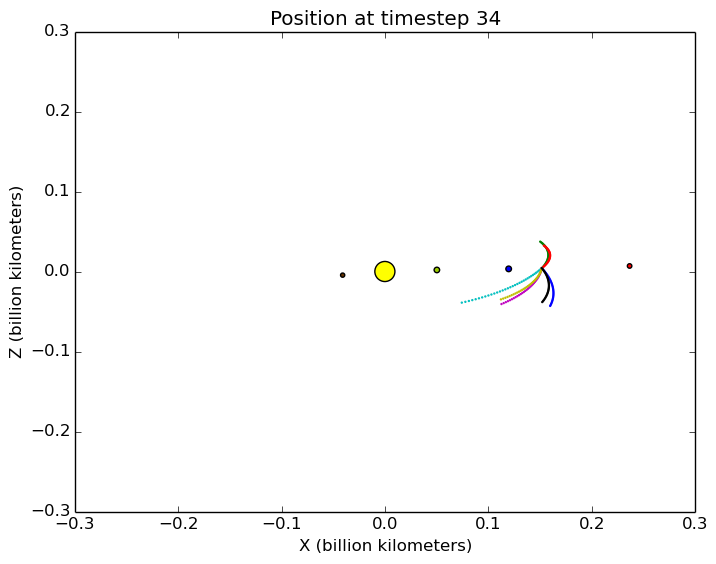 Position at timestep 34
0.3
0.2
0.1
0.0
−0.1
−0.2
−0.3
Z (billion kilometers)
−0.3 −0.2 −0.1 0.0 0.1 0.2 0.3
X (billion kilometers)